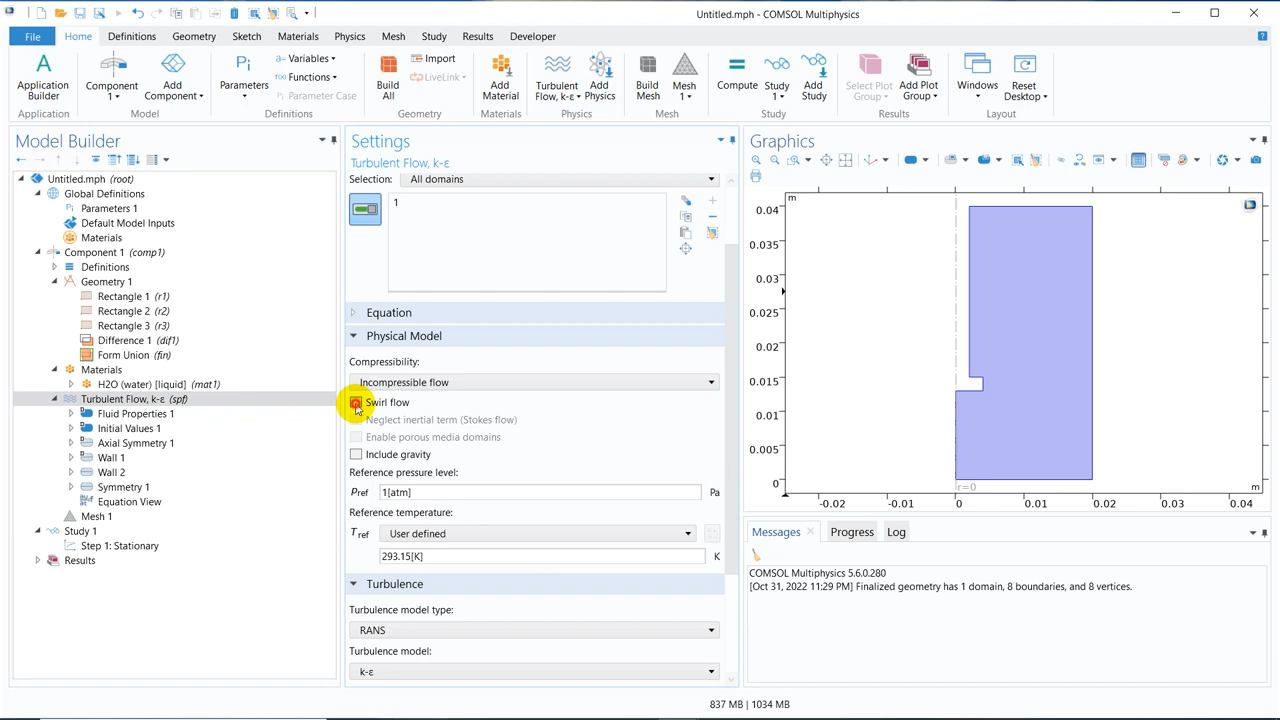 Untitled.mph - COMSOL Multiphysics
File Home Definitions Geometry Sketch Materials Physics Mesh Study Results Developer
Application Builder
Component 1
Add Component
Parameters
a= Variables
f(x) Functions
Parameter Case
Build All
Import
LiveLink
Add Material
Turbulent Flow, k-ε
Add Physics
Build Mesh
Mesh 1
Compute
Study 1
Add Study
Select Plot Group
Add Plot Group
Windows
Reset Desktop
Application Model Definitions Geometry Materials Physics Mesh Study Results Layout
Model Builder
Untitled.mph (root)
Global Definitions
Pi Parameters 1
Default Model Inputs
Materials
Component 1 (comp1)
Definitions
Geometry 1
Rectangle 1 (r1)
Rectangle 2 (r2)
Rectangle 3 (r3)
Difference 1 (dif1)
Form Union (fin)
Materials
H2O (water) [liquid] (mat1)
Turbulent Flow, k-ε (spf)
Fluid Properties 1
Initial Values 1
Axial Symmetry 1
Wall 1
Wall 2
Symmetry 1
Equation View
Mesh 1
Study 1
Step 1: Stationary
Results
Settings
Turbulent Flow, k-ε
Selection: All domains
1
Equation
Physical Model
Compressibility:
Incompressible flow
Swirl flow
Neglect inertial term (Stokes flow)
Enable porous media domains
Include gravity
Reference pressure level:
pref 1[atm] Pa
Reference temperature:
Tref User defined
293.15[K] K
Turbulence
Turbulence model type:
RANS
Turbulence model:
k-ε
Graphics
m
0.04
0.035
0.03
0.025
0.02
0.015
0.01
0.005
0
r=0
m
-0.02 -0.01 0 0.01 0.02 0.03 0.04
Messages Progress Log
COMSOL Multiphysics 5.6.0.280
[Oct 31, 2022 11:29 PM] Finalized geometry has 1 domain, 8 boundaries, and 8 vertices.
837 MB | 1034 MB